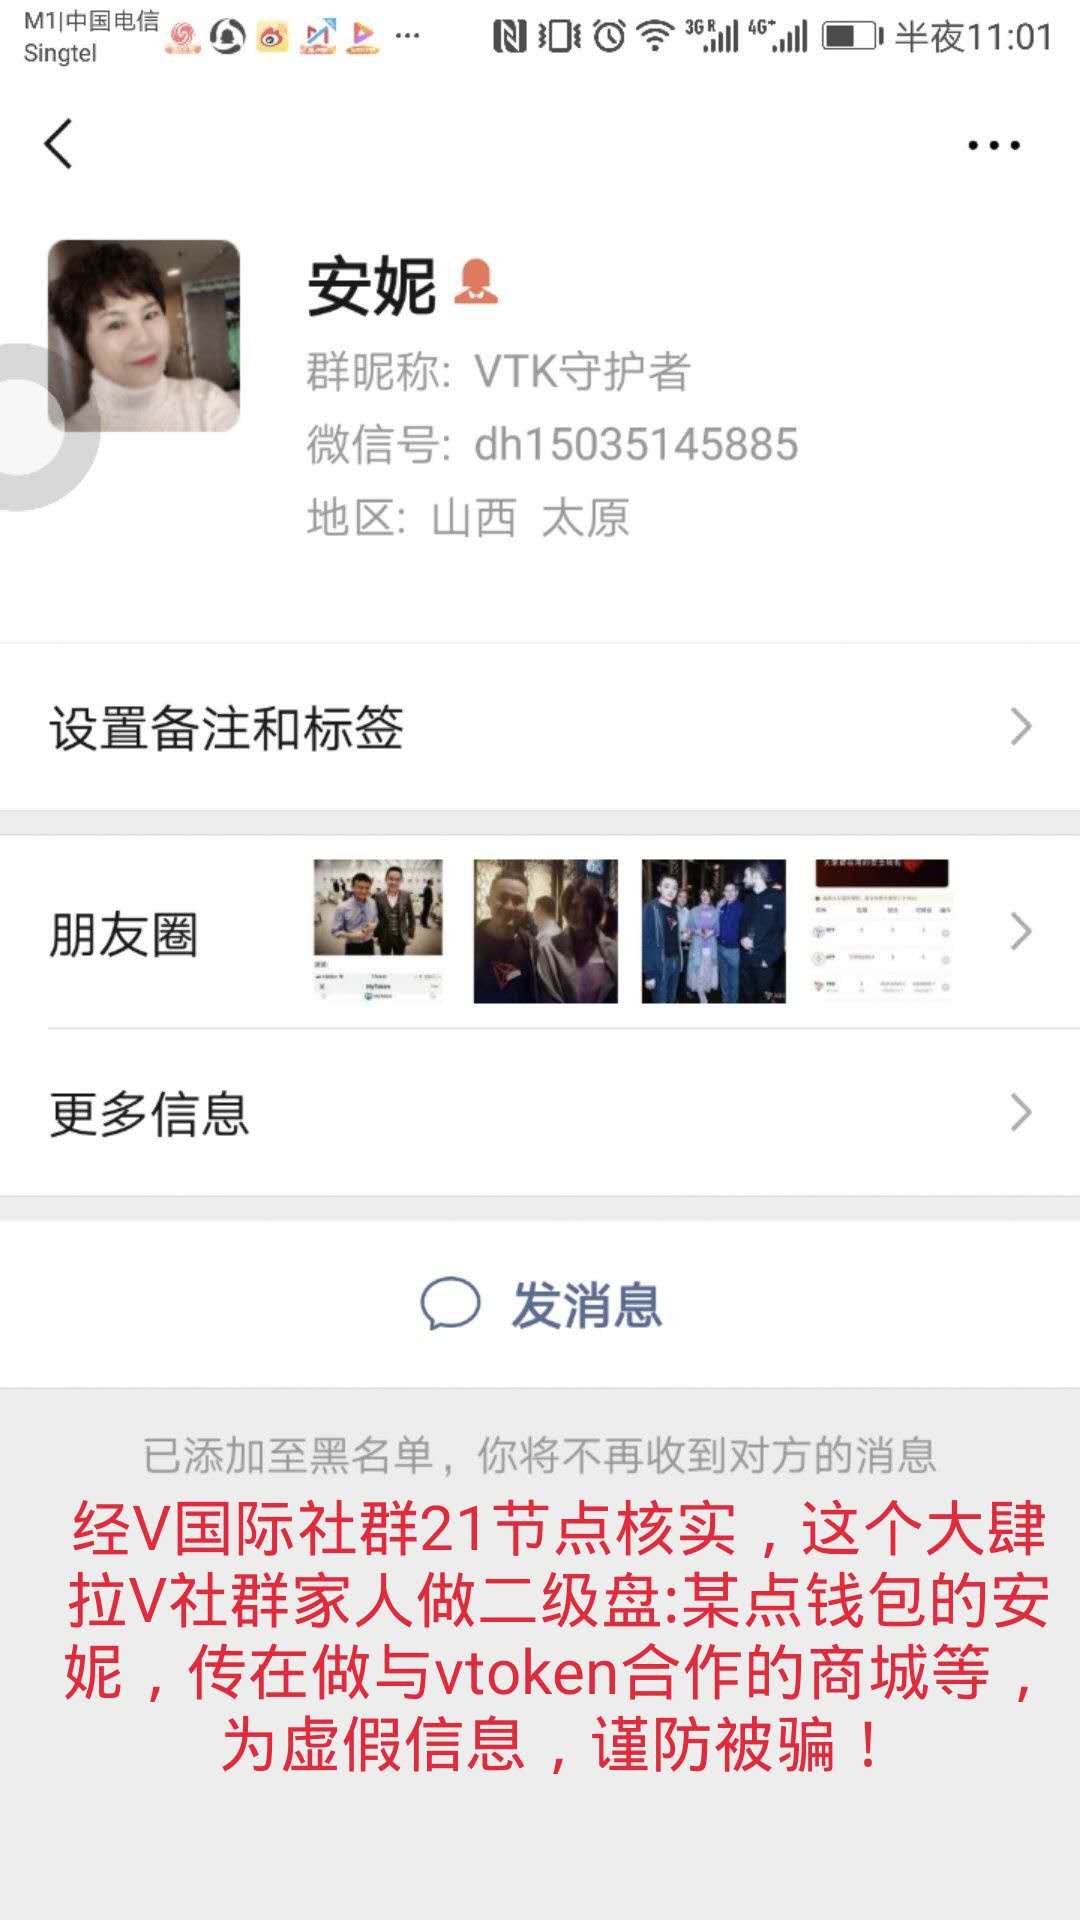 M1|中国电信
Singtel
3G R
4G+
半夜11:01
安妮
群昵称: VTK守护者
微信号: dh15035145885
地区: 山西 太原
设置备注和标签
朋友圈
MyToken
更多信息
发消息
已添加至黑名单，你将不再收到对方的消息
经V国际社群21节点核实，这个大肆
拉V社群家人做二级盘:某点钱包的安
妮，传在做与vtoken合作的商城等，
为虚假信息，谨防被骗！